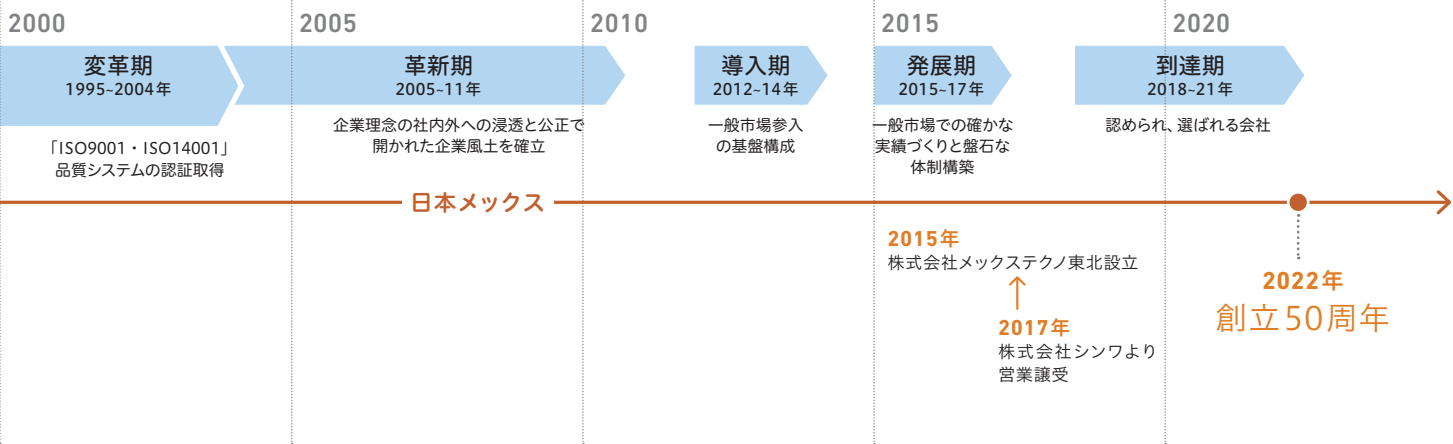 2000
2005
2010
2015
2020
変革期
1995~2004年
「ISO9001・ISO14001」
品質システムの認証取得
革新期
2005~11年
企業理念の社内外への浸透と公正で
開かれた企業風土を確立
導入期
2012~14年
一般市場参入
の基盤構成
発展期
2015~17年
一般市場での確かな
実績づくりと盤石な
体制構築
到達期
2018~21年
認められ、選ばれる会社
日本メックス
2015年
株式会社メックステクノ東北設立
2017年
株式会社シンワより
営業譲受
2022年
創立50周年